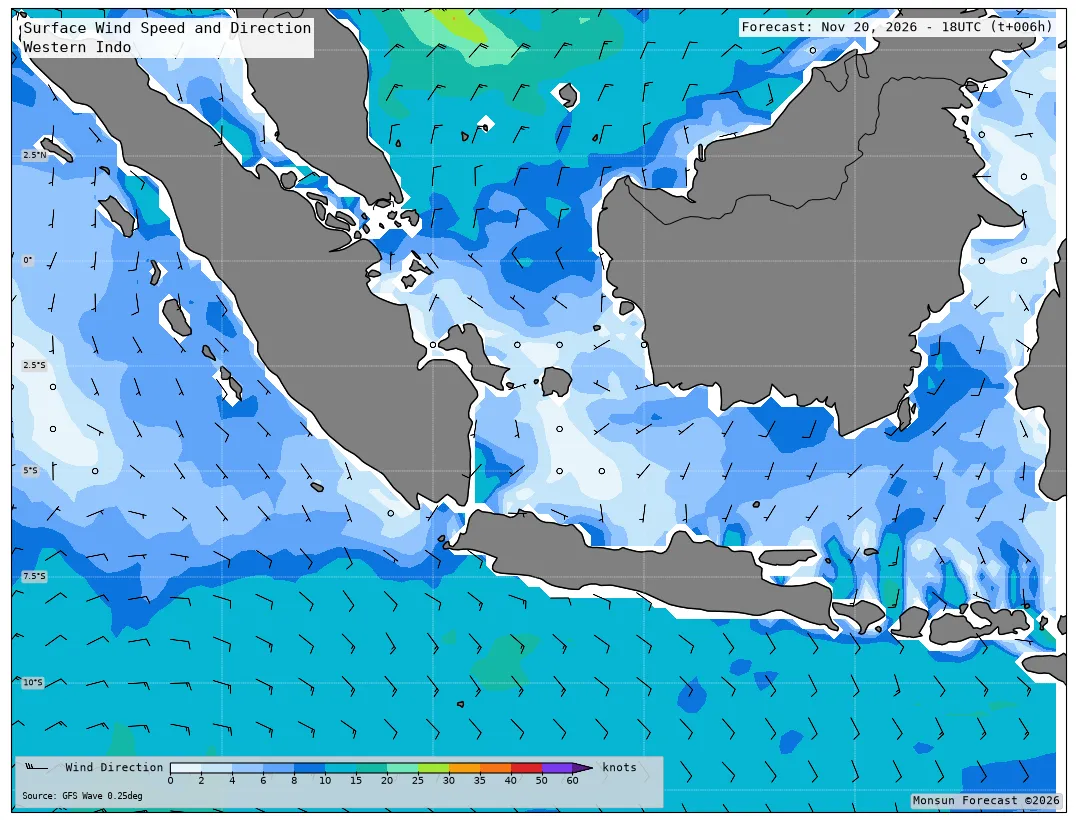 Surface Wind Speed and Direction
Western Indo
Forecast: Nov 20, 2026 - 18UTC (t+006h)
2.5°N
0°
2.5°S
5°S
7.5°S
10°S
Wind Direction
0 2 4 6 8 10 15 20 25 30 35 40 50 60
knots
Source: GFS Wave 0.25deg
Monsun Forecast ©2026